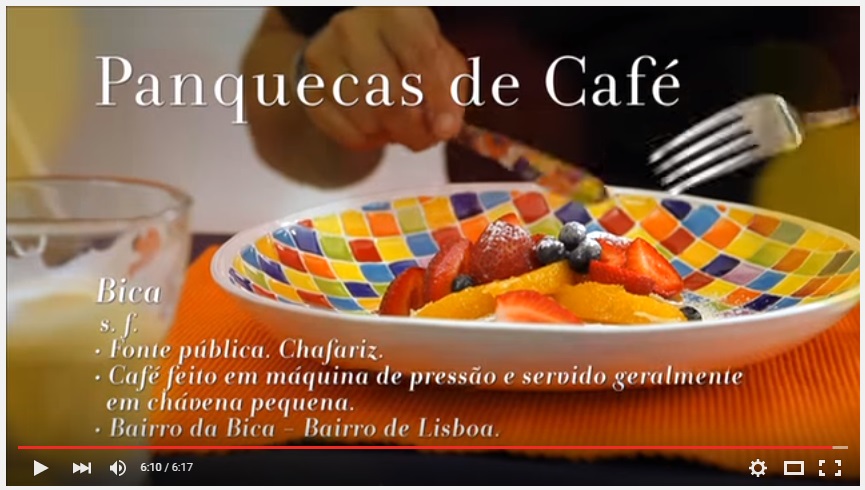 Panquecas de Café
Bica
s. f.
· Fonte pública. Chafariz.
· Café feito em máquina de pressão e servido geralmente
em chávena pequena.
· Bairro da Bica – Bairro de Lisboa.
6:10 / 6:17